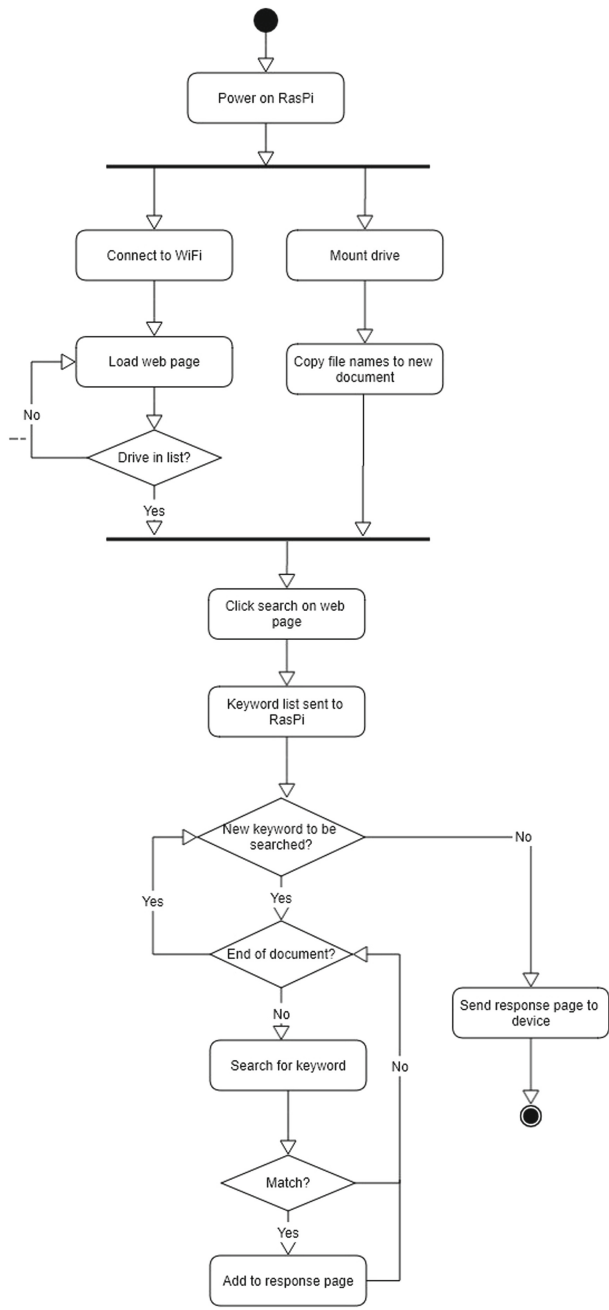 Power on RasPi
Connect to WiFi
Mount drive
Load web page
Copy file names to new
document
No
Drive in list?
Yes
Click search on web
page
Keyword list sent to
RasPi
New keyword to be
searched?
No
Yes
Yes
End of document?
No
Send response page to
device
Search for keyword
No
Match?
Yes
Add to response page